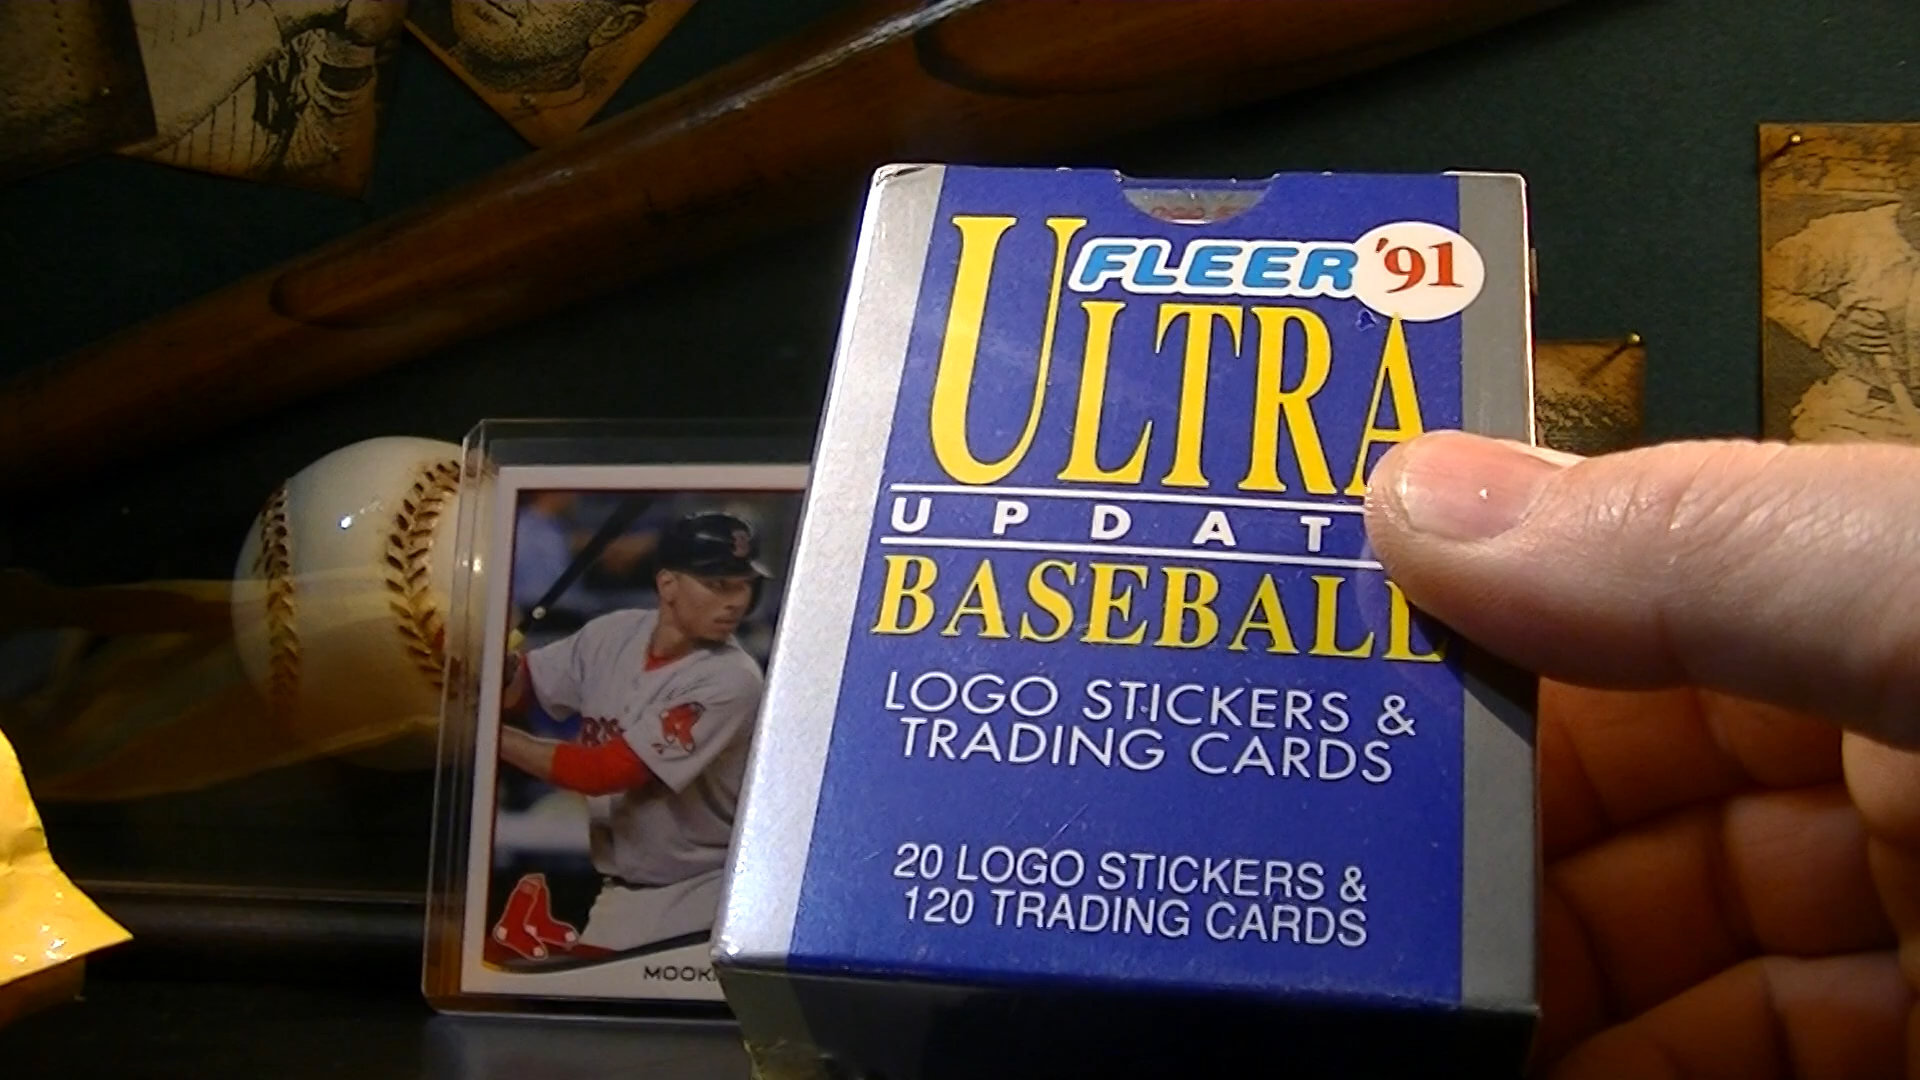 FLEER '91
ULTRA
UPDAT
BASEBALL
LOGO STICKERS &
TRADING CARDS
20 LOGO STICKERS &
120 TRADING CARDS
MOOK